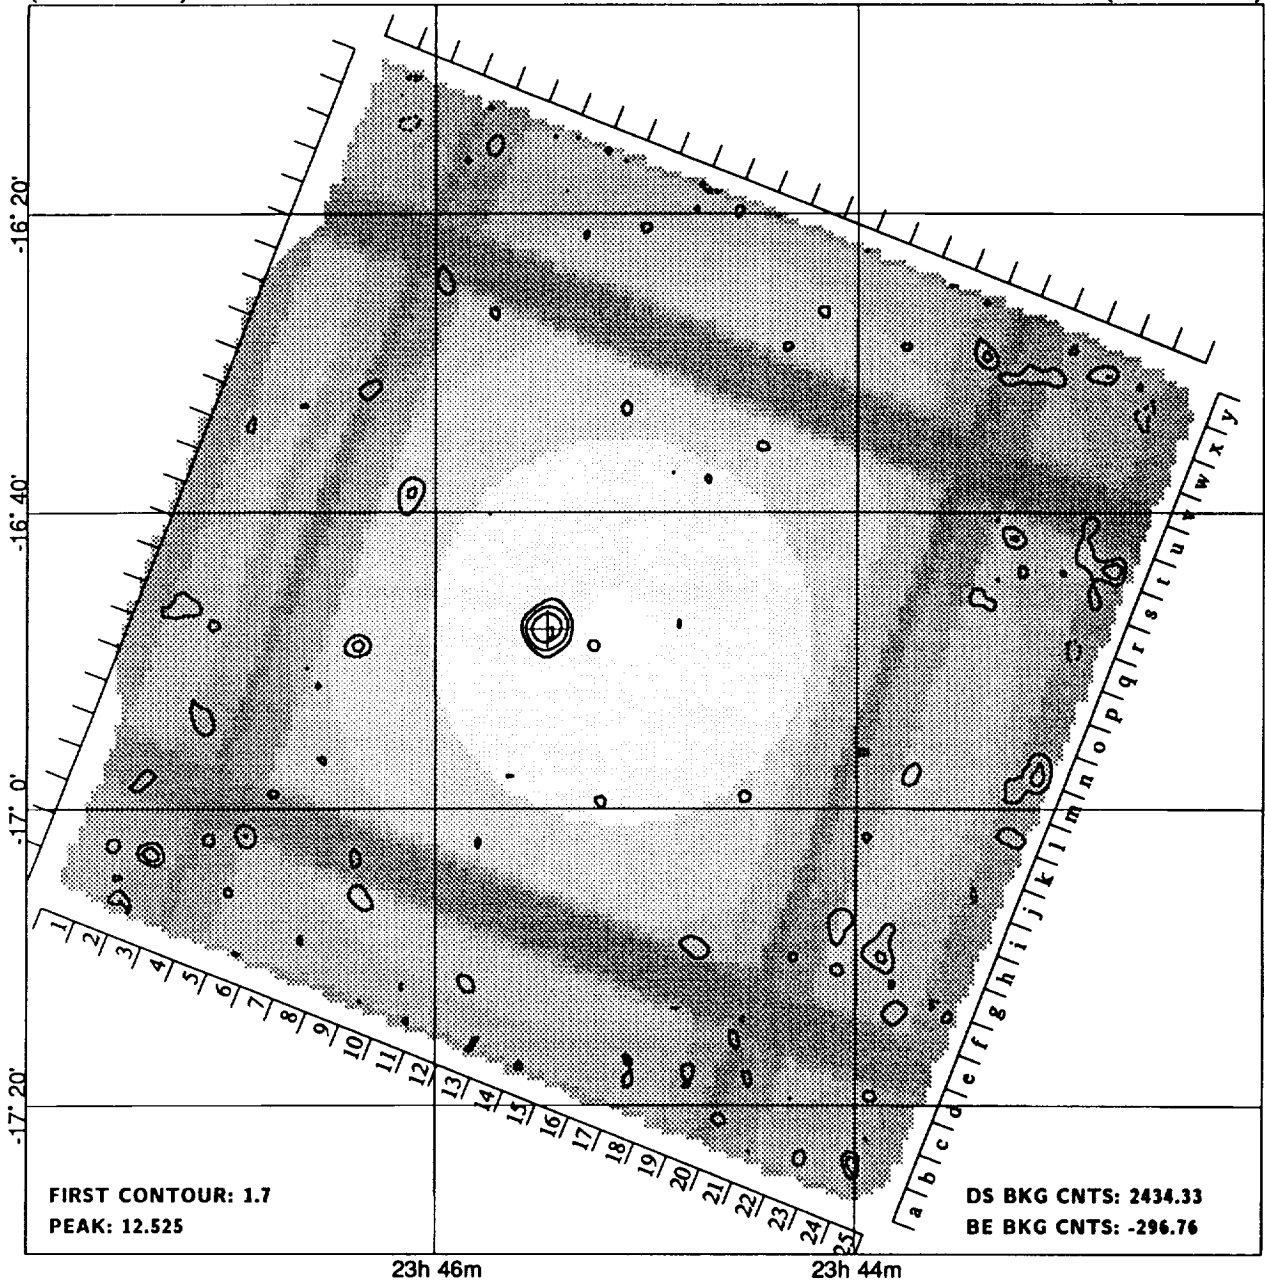 -16° 20'
-16° 40'
-17° 0'
-17° 20'
y
x
w
u
t
s
r
q
p
o
n
m
l
k
j
i
h
g
f
e
d
c
b
a
1 2 3 4 5 6 7 8 9 10 11 12 13 14 15 16 17 18 19 20 21 22 23 24 25
FIRST CONTOUR: 1.7
PEAK: 12.525
DS BKG CNTS: 2434.33
BE BKG CNTS: -296.76
23h 46m
23h 44m